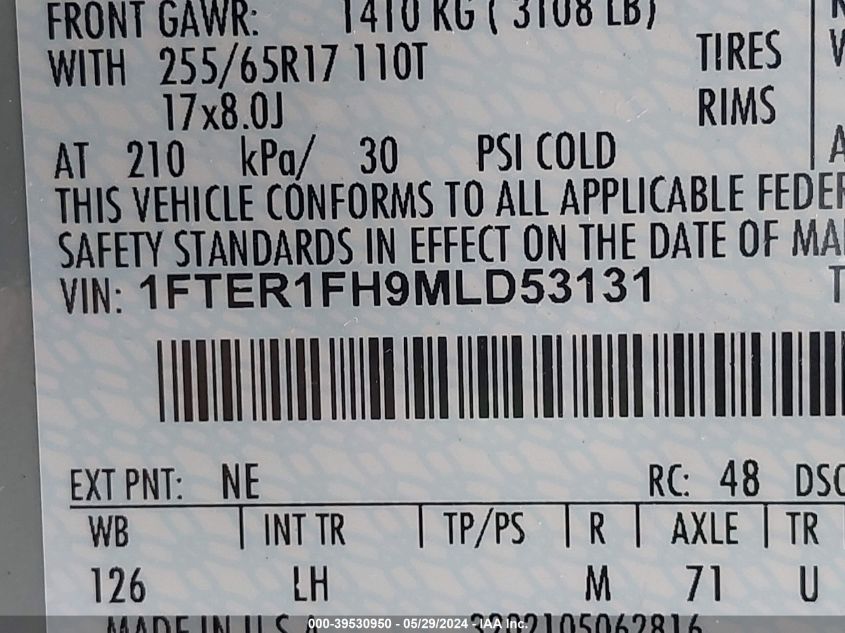 FRONT GAWR: 1410 KG ( 3108 LB)
WITH 255/65R17 110T TIRES
17x8.0J RIMS
AT 210 kPa/ 30 PSI COLD
THIS VEHICLE CONFORMS TO ALL APPLICABLE FEDER
SAFETY STANDARDS IN EFFECT ON THE DATE OF MA
VIN: 1FTER1FH9MLD53131 T
EXT PNT: NE RC: 48 DSO
WB INT TR TP/PS R AXLE TR
126 LH M 71 U
MADE IN U.S.A.
000-39530950 - 05/29/2024 - IAA Inc.